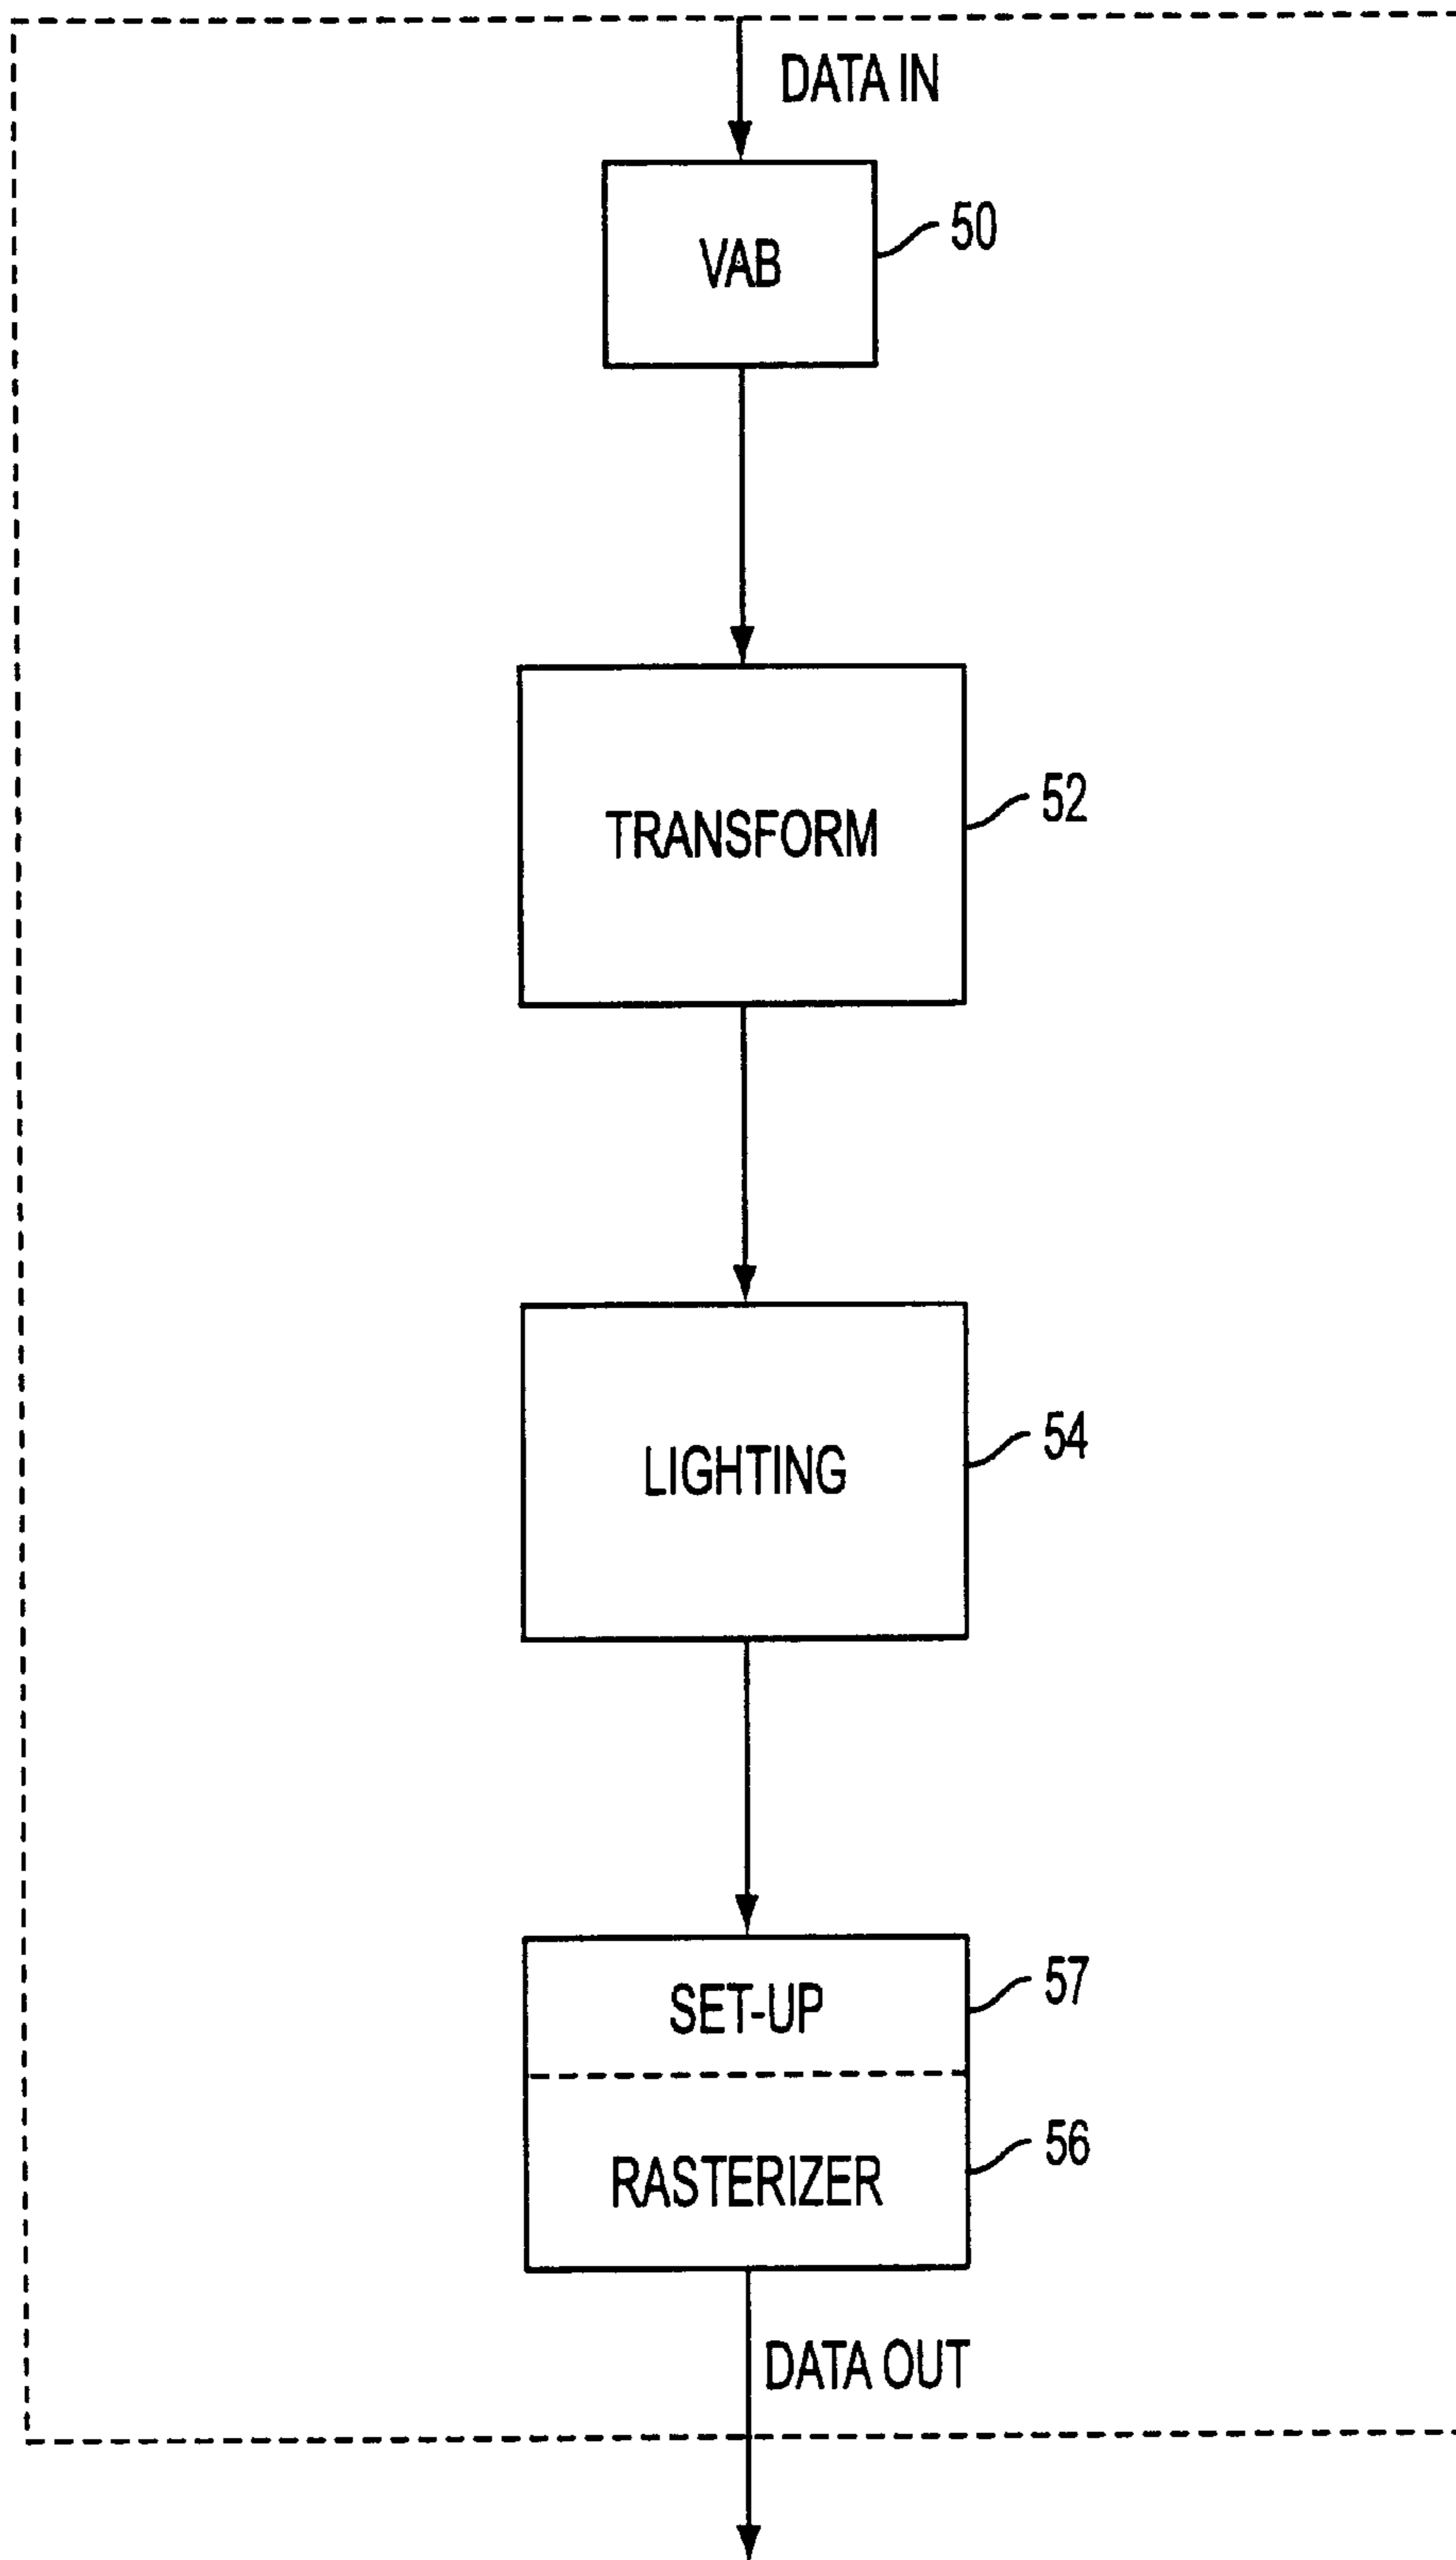 DATA IN
VAB
50
TRANSFORM
52
LIGHTING
54
SET-UP
57
RASTERIZER
56
DATA OUT